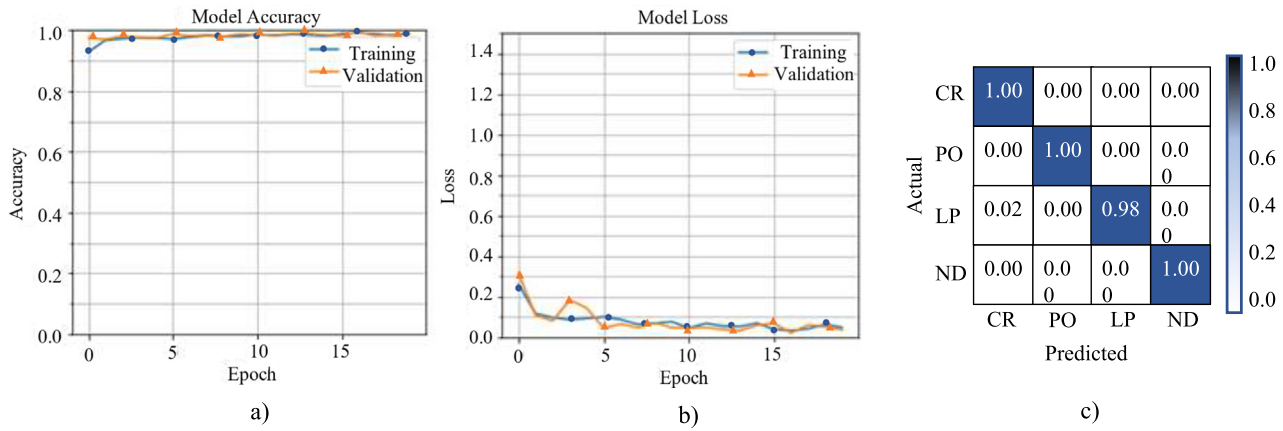 Model Accuracy
1.0
0.8
0.6
0.4
0.2
0.0
Accuracy
Training
Validation
0 5 10 15
Epoch
a)
Model Loss
1.4
1.2
1.0
0.8
0.6
0.4
0.2
0.0
Loss
Training
Validation
0 5 10 15
Epoch
b)
Actual
CR 1.00 0.00 0.00 0.00
PO 0.00 1.00 0.00 0.0
0
LP 0.02 0.00 0.98 0.0
0
ND 0.00 0.0 0.0 1.00
0 0
CR PO LP ND
Predicted
1.0
0.8
0.6
0.4
0.2
0.0
c)